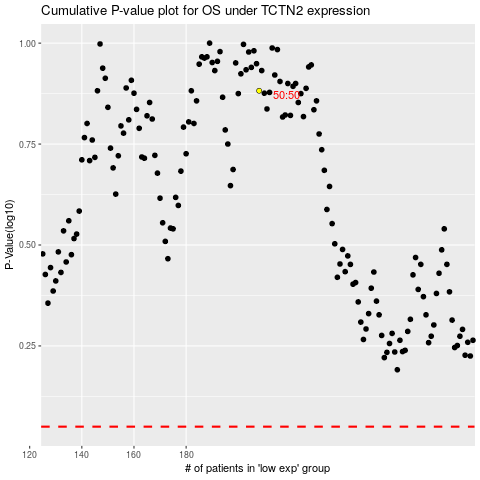 Cumulative P-value plot for OS under TCTN2 expression
P-Value(log10)
1.00
0.75
0.50
0.25
50:50
120 140 160 180
# of patients in 'low exp' group